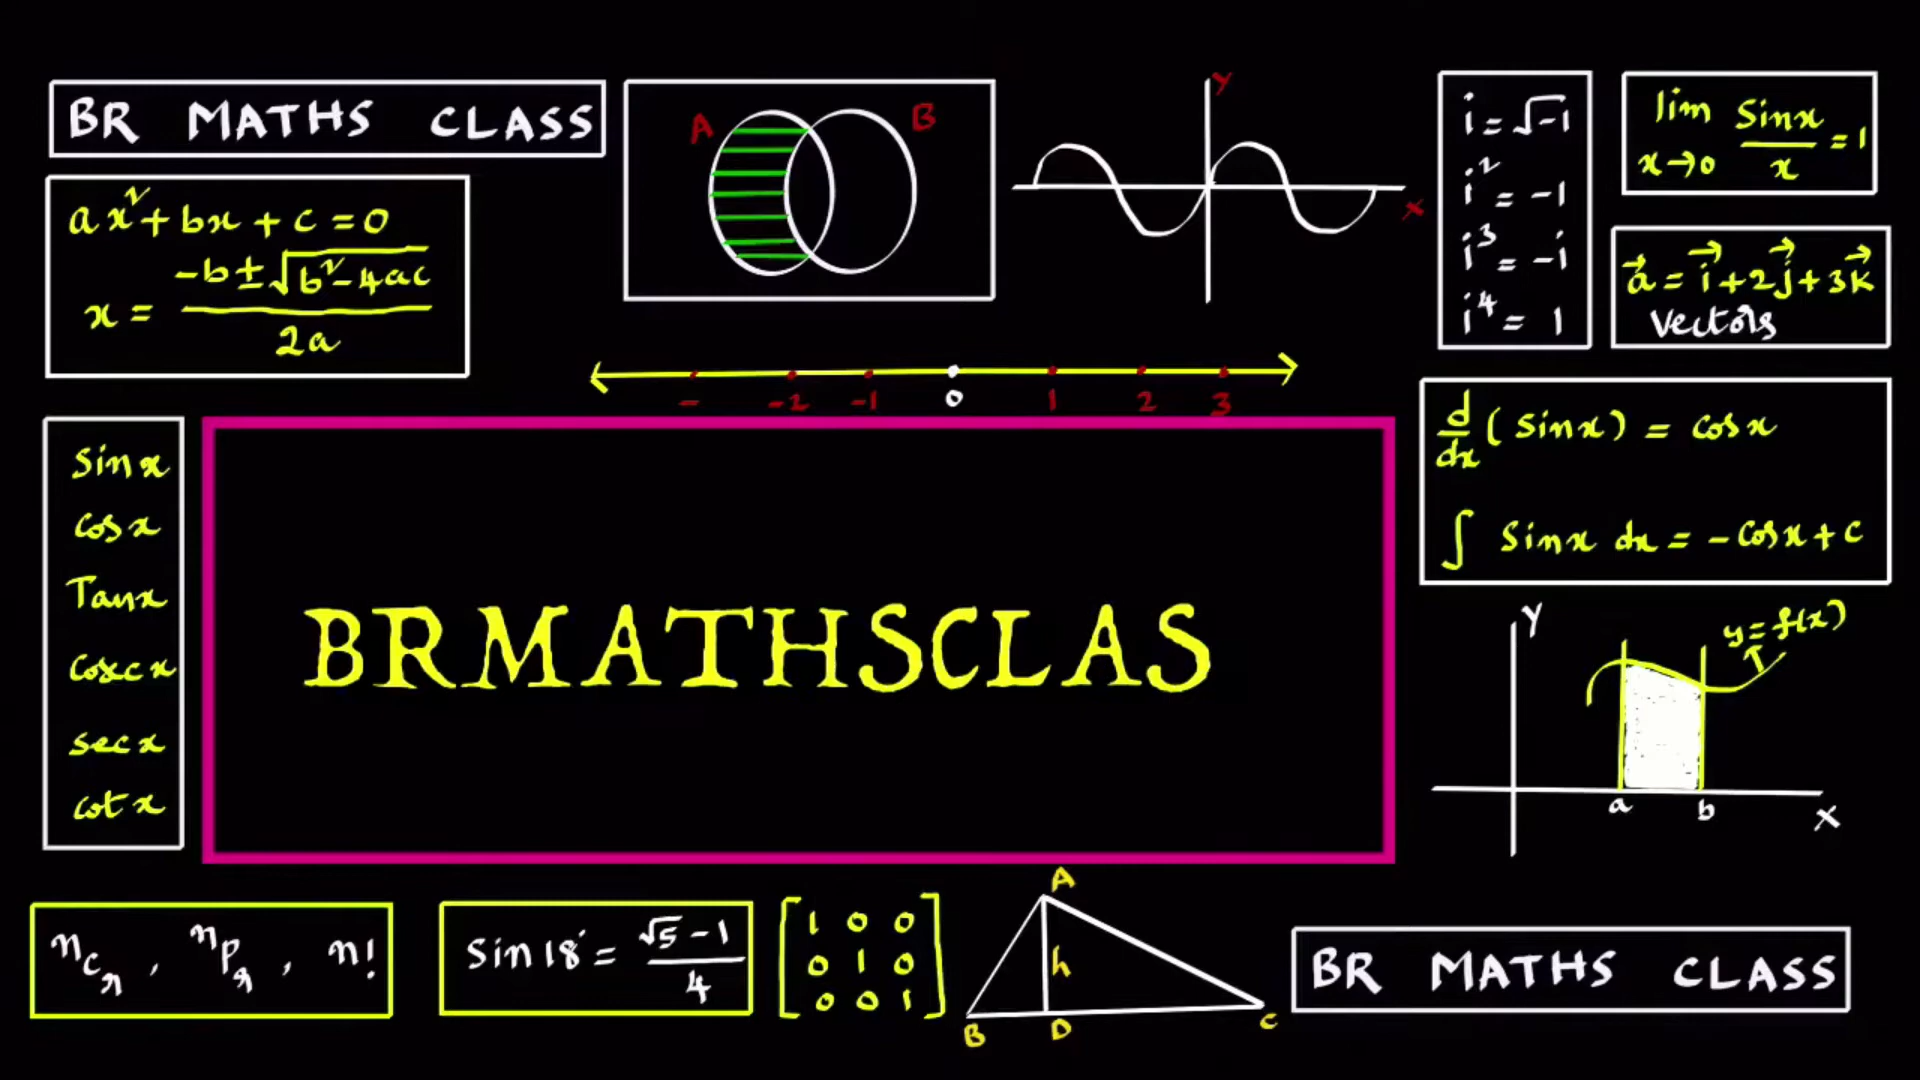 BR MATHS CLASS
ax²+bx+c=0
x = -b±√b²-4ac / 2a
A B
Y
X
i=√-1
i²=-1
i³=-i
i⁴=1
lim x→0 Sinx/x =1
a⃗=i⃗+2j⃗+3k⃗
Vectors
- -2 -1 0 1 2 3
Sinx
Cosx
Tanx
Cosecx
secx
cotx
BRMATHSCLAS
d/dx (Sinx) = Cosx
∫ Sinx dx = -Cosx+c
Y
y=f(x)
a b X
nCr, nPr, n!
Sin18° = √5-1 / 4
1 0 0
0 1 0
0 0 1
A
h
B D C
BR MATHS CLASS